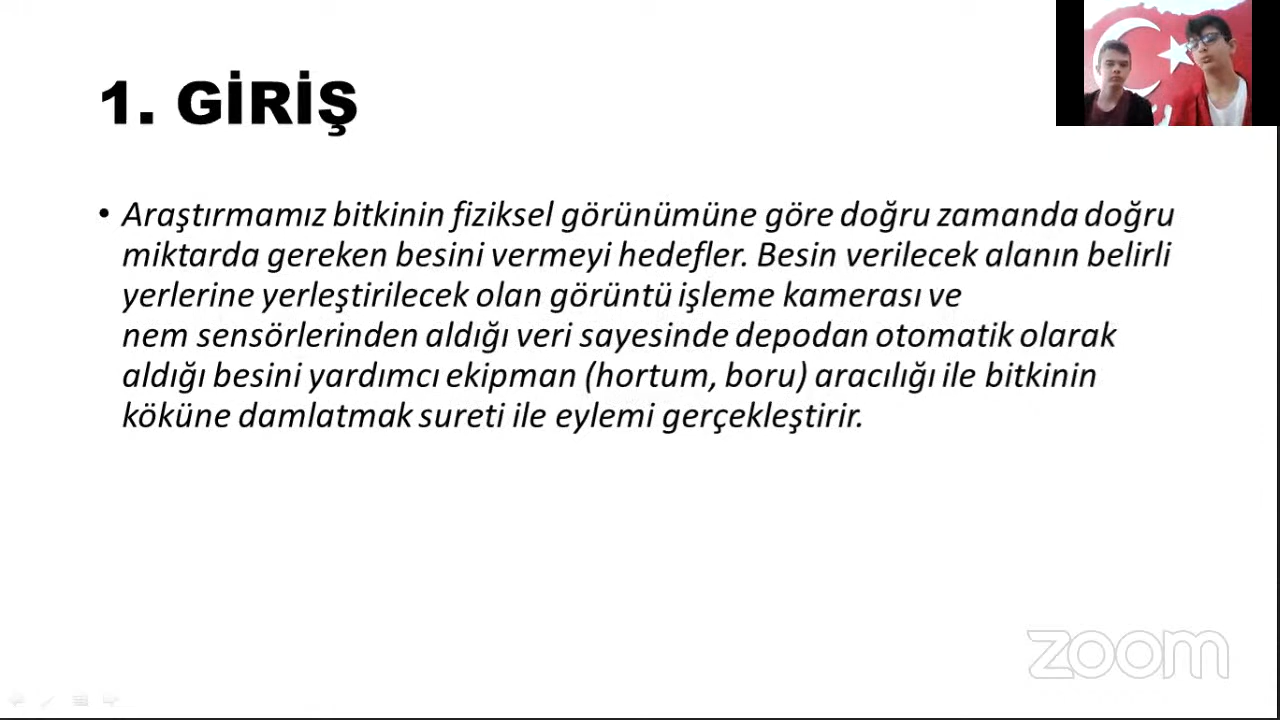 1. GİRİŞ
• Araştırmamız bitkinin fiziksel görünümüne göre doğru zamanda doğru
miktarda gereken besini vermeyi hedefler. Besin verilecek alanın belirli
yerlerine yerleştirilecek olan görüntü işleme kamerası ve
nem sensörlerinden aldığı veri sayesinde depodan otomatik olarak
aldığı besini yardımcı ekipman (hortum, boru) aracılığı ile bitkinin
köküne damlatmak sureti ile eylemi gerçekleştirir.
zoom